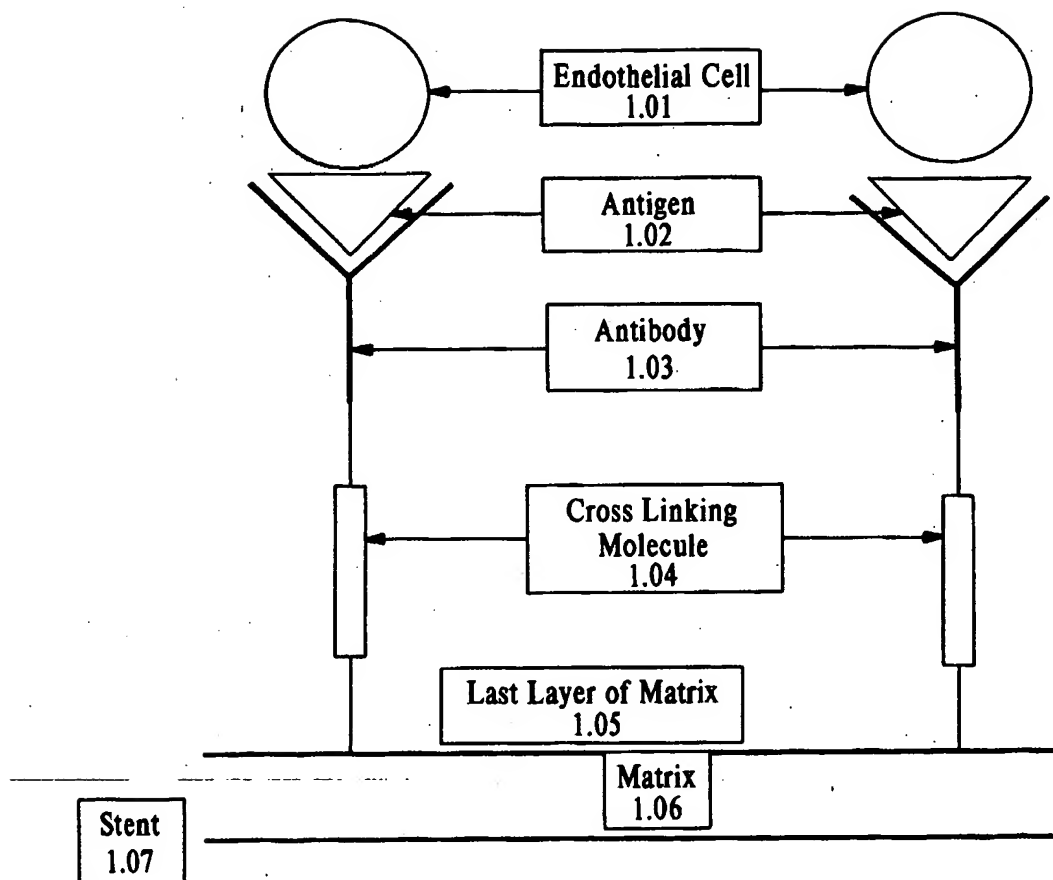 Endothelial Cell
1.01
Antigen
1.02
Antibody
1.03
Cross Linking
Molecule
1.04
Last Layer of Matrix
1.05
Matrix
1.06
Stent
1.07